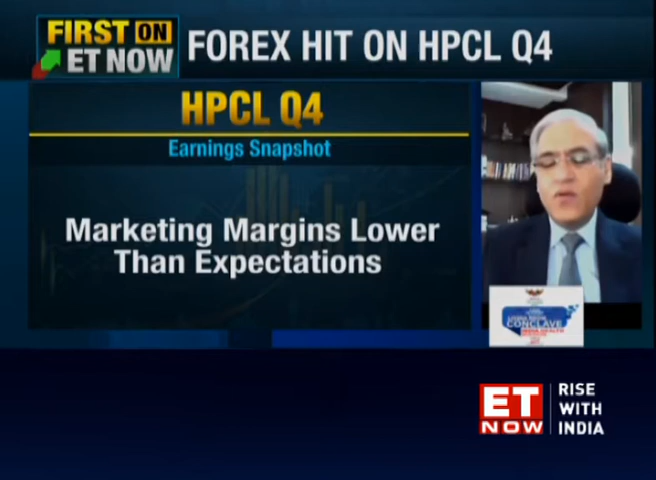 FIRST ON
ET NOW
FOREX HIT ON HPCL Q4
HPCL Q4
Earnings Snapshot
Marketing Margins Lower
Than Expectations
CONCLAVE
ET
NOW
RISE
WITH
INDIA